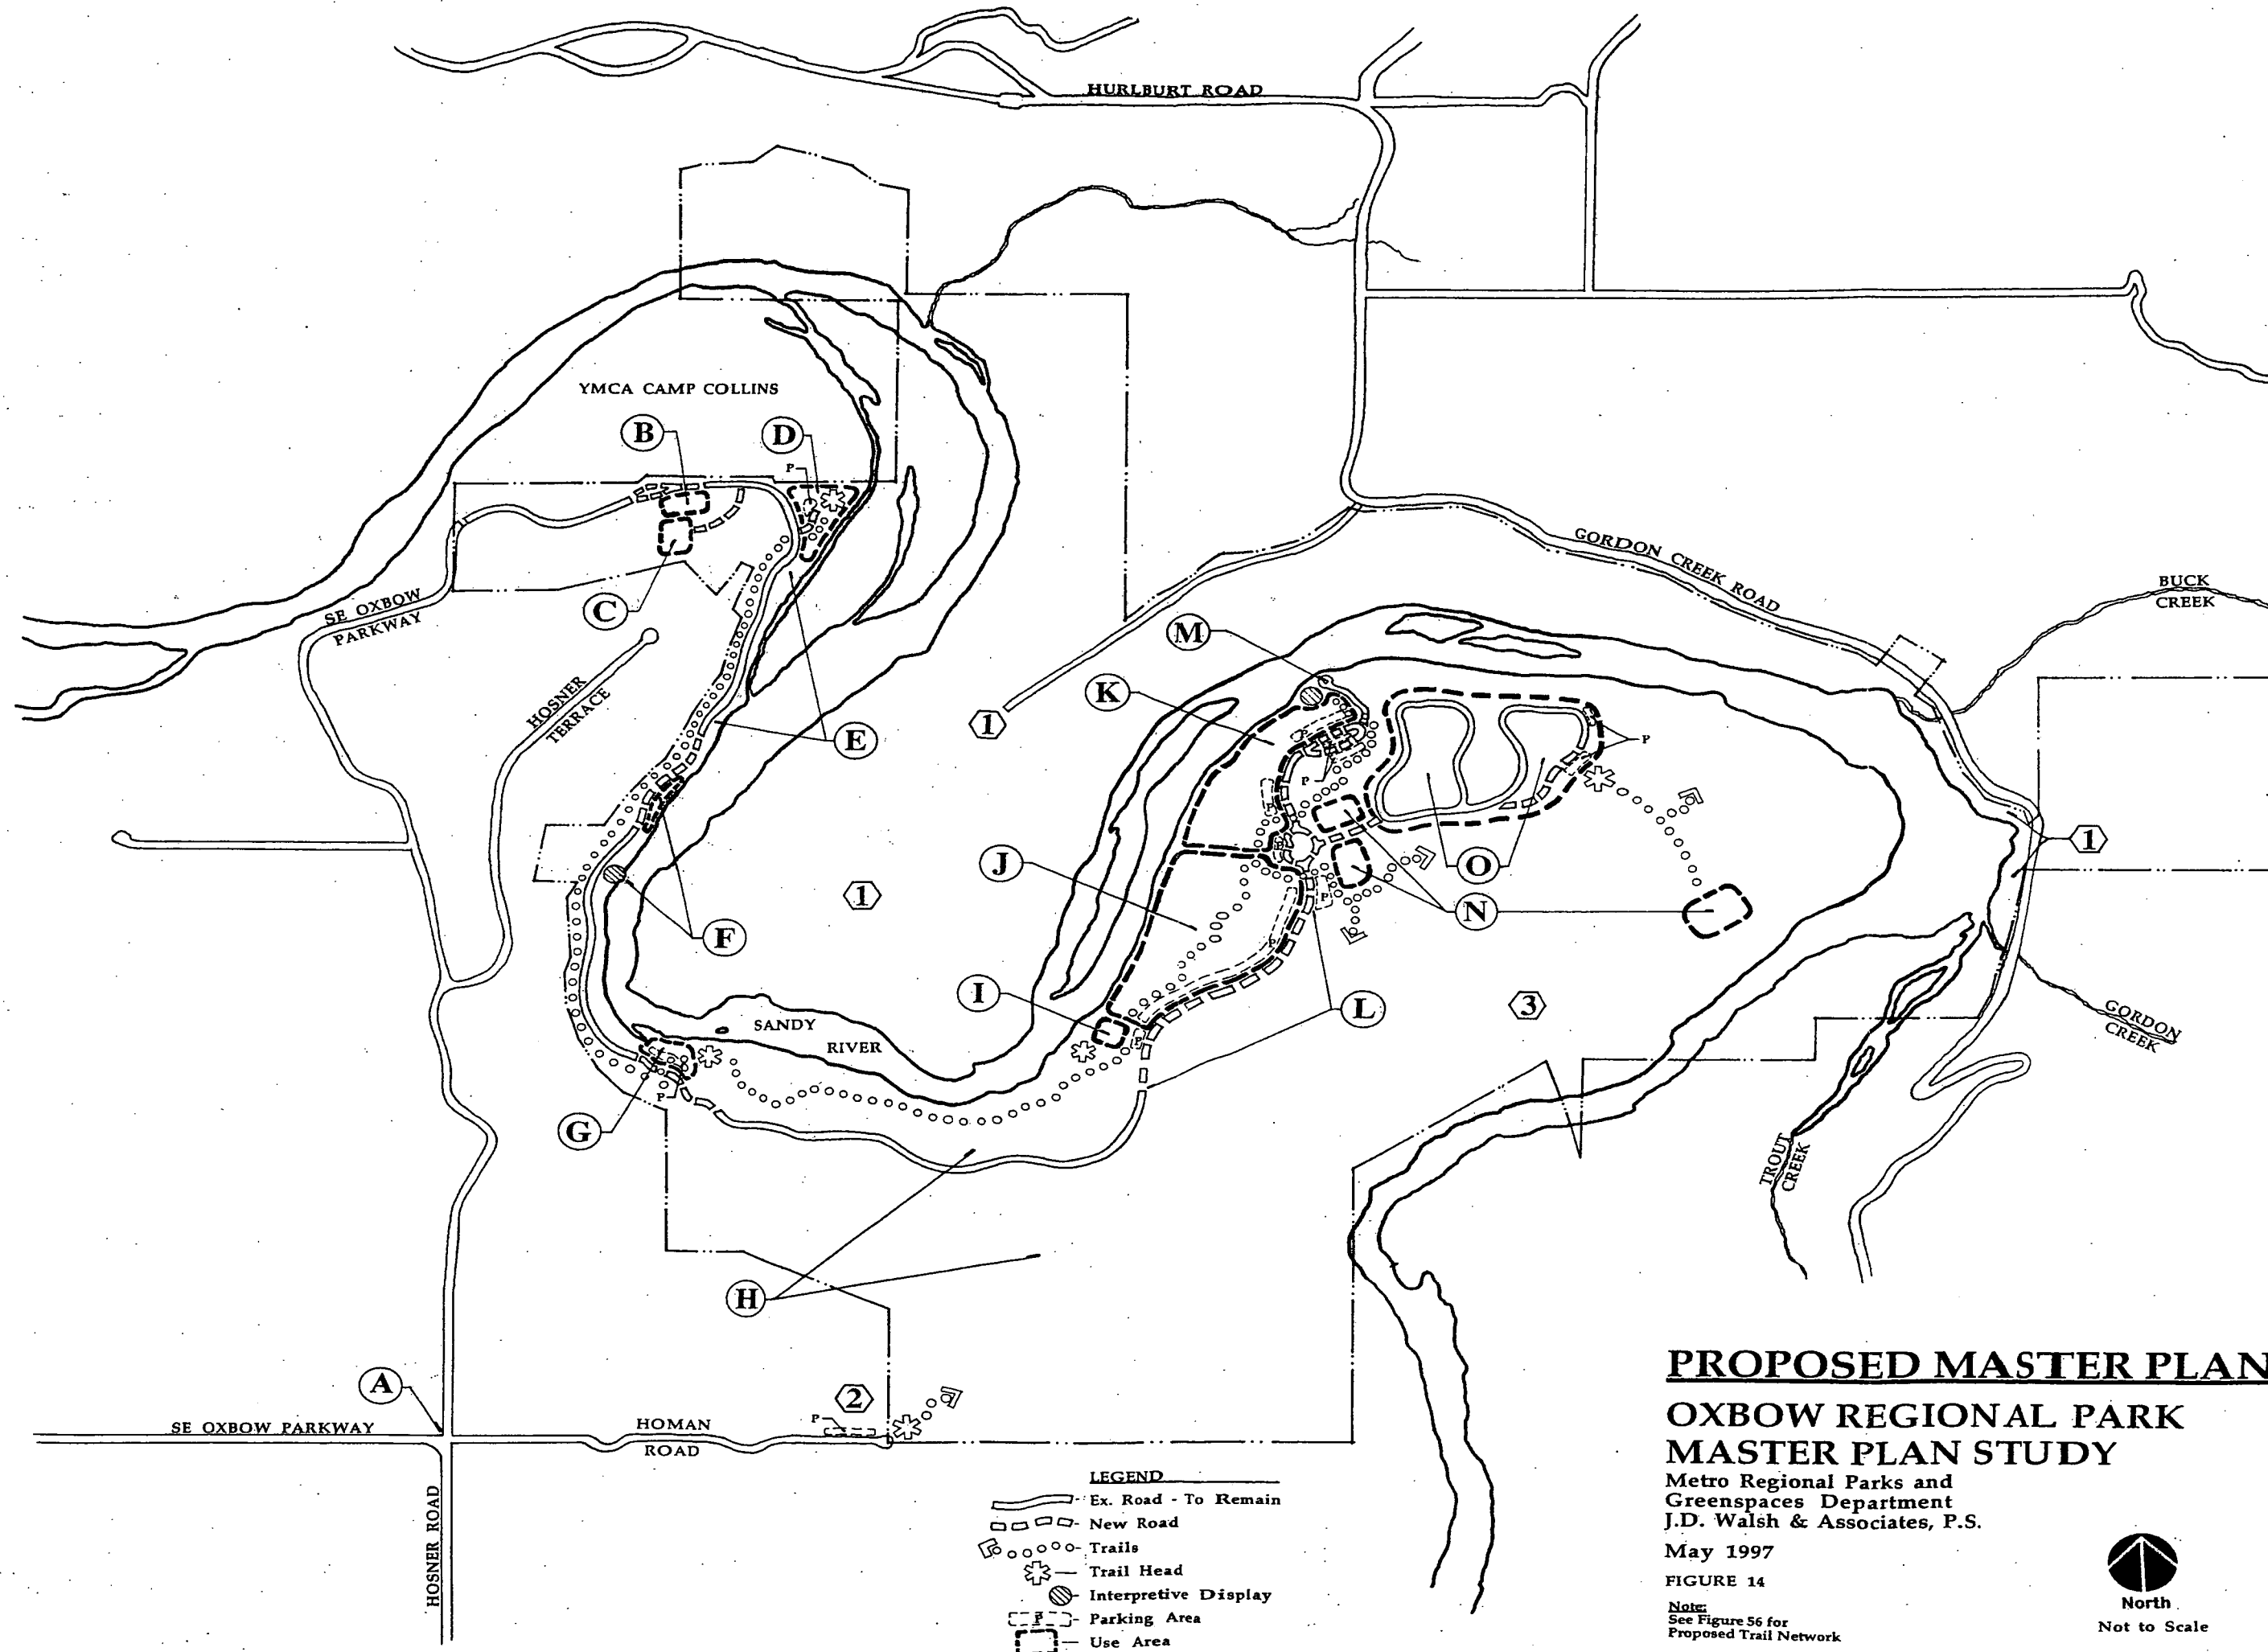 HURLBURT ROAD
YMCA CAMP COLLINS
B
D
P
C
SE OXBOW
PARKWAY
HOSNER
TERRACE
GORDON CREEK ROAD
BUCK
CREEK
M
K
1
E
P
P
P
1
J
1
O
P
N
F
P
P
I
L
3
SANDY
RIVER
P
GORDON
CREEK
G
P
TROUT
CREEK
H
A
2
P
SE OXBOW PARKWAY
HOMAN
ROAD
HOSNER ROAD
LEGEND
Ex. Road - To Remain
New Road
Trails
Trail Head
Interpretive Display
P
Parking Area
Use Area
PROPOSED MASTER PLAN
OXBOW REGIONAL PARK
MASTER PLAN STUDY
Metro Regional Parks and
Greenspaces Department
J.D. Walsh & Associates, P.S.
May 1997
FIGURE 14
Note:
See Figure 56 for
Proposed Trail Network
North
Not to Scale